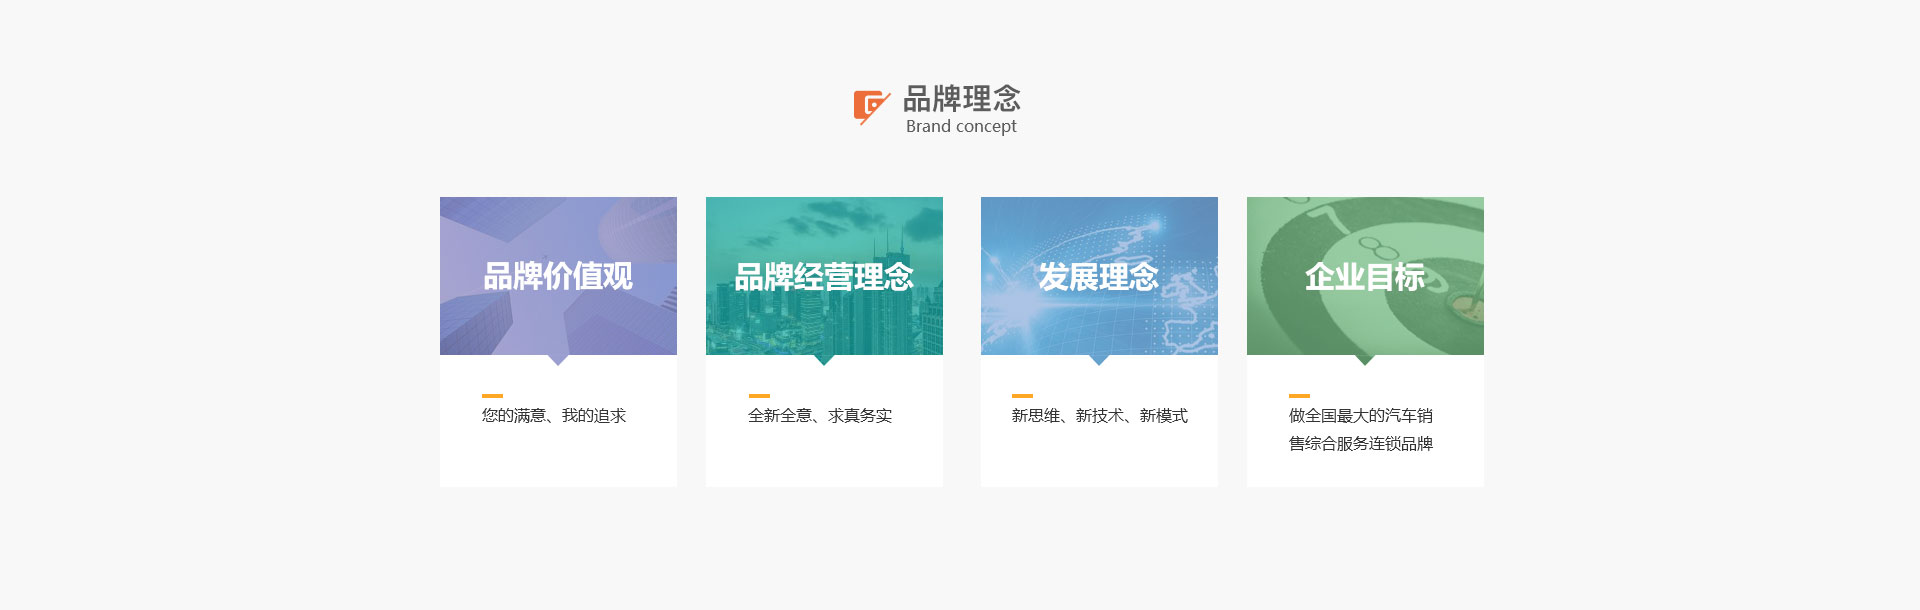 品牌理念
Brand concept
品牌价值观
品牌经营理念
发展理念
企业目标
您的满意、我的追求
全新全意、求真务实
新思维、新技术、新模式
做全国最大的汽车销
售综合服务连锁品牌